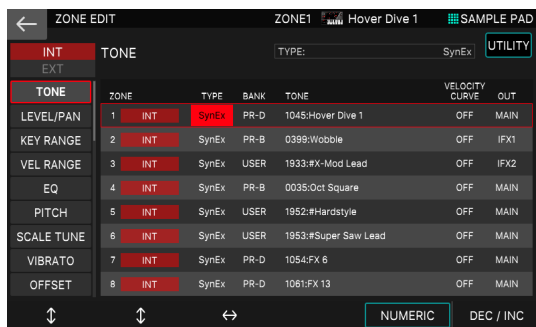 ZONE EDIT ZONE1 Hover Dive 1 SAMPLE PAD
INT TONE TYPE: SynEx UTILITY
EXT
TONE
LEVEL/PAN
KEY RANGE
VEL RANGE
EQ
PITCH
SCALE TUNE
VIBRATO
OFFSET
ZONE TYPE BANK TONE VELOCITY CURVE OUT
1 INT SynEx PR-D 1045:Hover Dive 1 OFF MAIN
2 INT SynEx PR-B 0399:Wobble OFF IFX1
3 INT SynEx USER 1933:#X-Mod Lead OFF IFX2
4 INT SynEx PR-B 0035:Oct Square OFF MAIN
5 INT SynEx USER 1952:#Hardstyle OFF MAIN
6 INT SynEx USER 1953:#Super Saw Lead OFF MAIN
7 INT SynEx PR-D 1054:FX 6 OFF MAIN
8 INT SynEx PR-D 1061:FX 13 OFF MAIN
NUMERIC DEC / INC